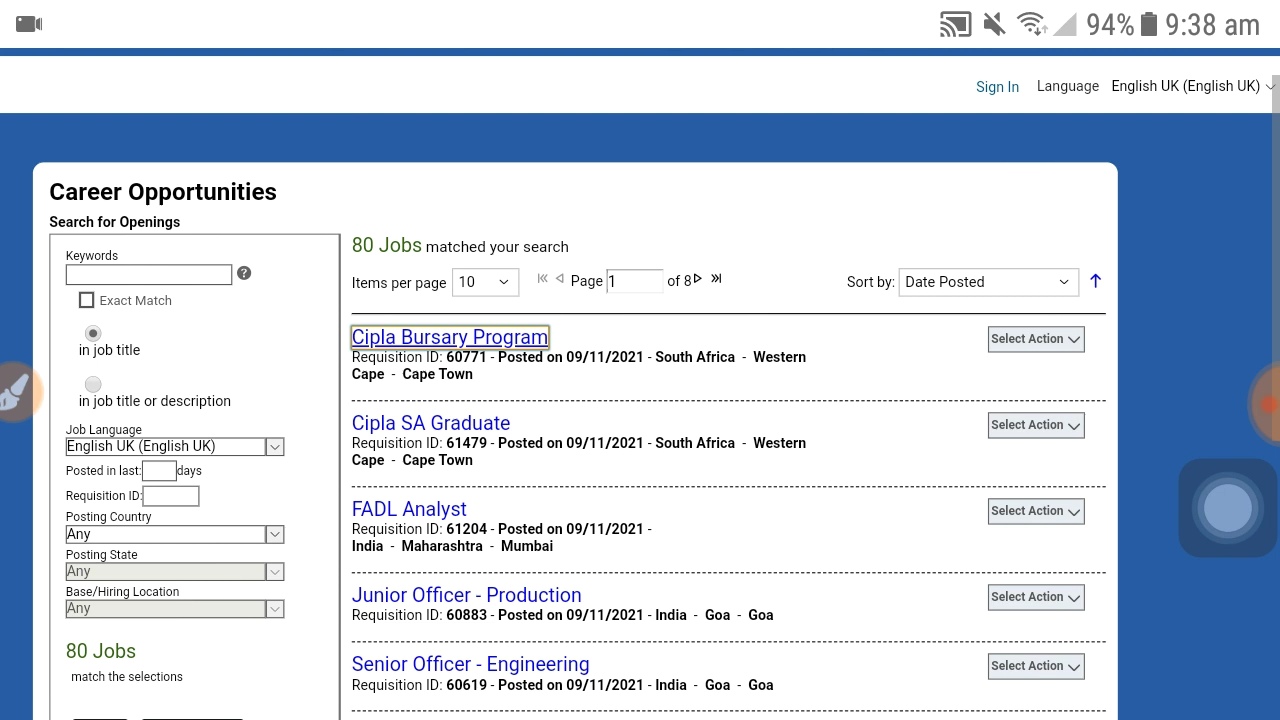 94% 9:38 am
Sign In Language English UK (English UK)
Career Opportunities
Search for Openings
Keywords
?
Exact Match
in job title
in job title or description
Job Language
English UK (English UK)
Posted in last: days
Requisition ID:
Posting Country
Any
Posting State
Any
Base/Hiring Location
Any
80 Jobs
match the selections
80 Jobs matched your search
Items per page 10 Page 1 of 8 Sort by: Date Posted
Cipla Bursary Program Select Action
Requisition ID: 60771 - Posted on 09/11/2021 - South Africa - Western
Cape - Cape Town
Cipla SA Graduate Select Action
Requisition ID: 61479 - Posted on 09/11/2021 - South Africa - Western
Cape - Cape Town
FADL Analyst Select Action
Requisition ID: 61204 - Posted on 09/11/2021 -
India - Maharashtra - Mumbai
Junior Officer - Production Select Action
Requisition ID: 60883 - Posted on 09/11/2021 - India - Goa - Goa
Senior Officer - Engineering Select Action
Requisition ID: 60619 - Posted on 09/11/2021 - India - Goa - Goa